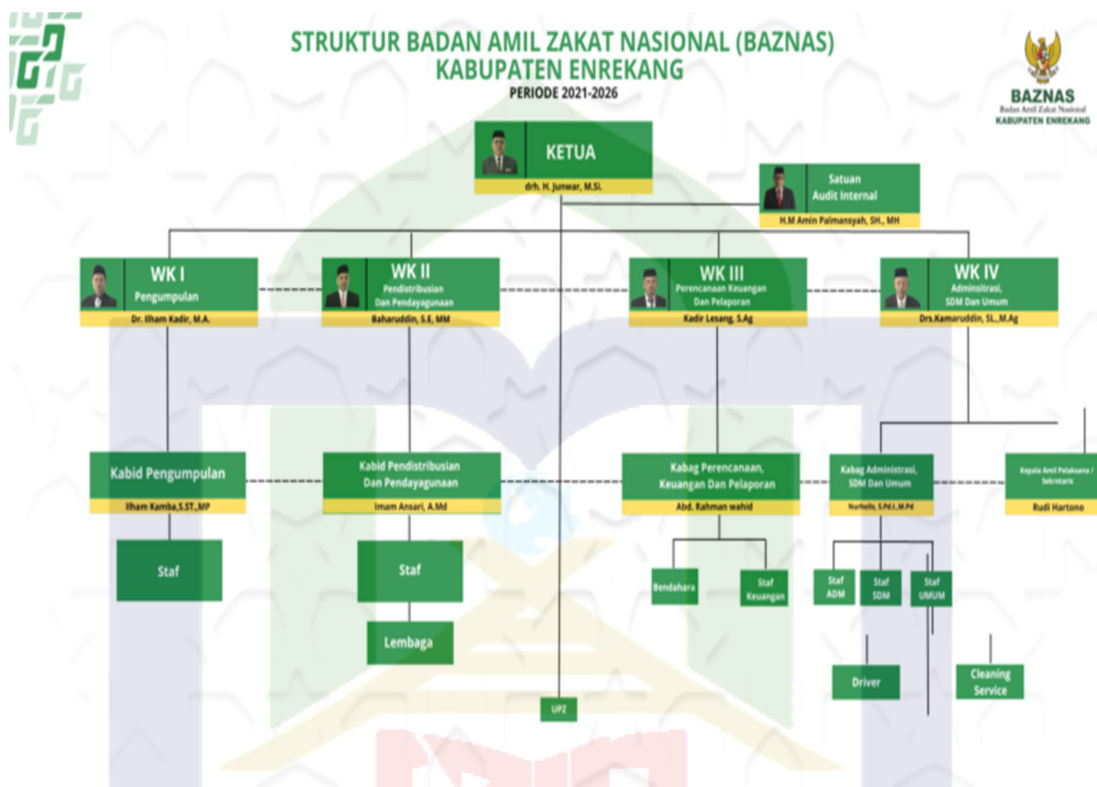 STRUKTUR BADAN AMIL ZAKAT NASIONAL (BAZNAS)
KABUPATEN ENREKANG
PERIODE 2021-2026
BAZNAS
Badan Amil Zakat Nasional
KABUPATEN ENREKANG
KETUA
drh. H. Junwar, M.Si.
Satuan
Audit Internal
H.M Amin Palmansyah, SH., MH
WK I
Pengumpulan
Dr. Ilham Kadir, M.A.
WK II
Pendistribusian
Dan Pendayagunaan
Baharuddin, S.E, MM
WK III
Perencanaan Keuangan
Dan Pelaporan
Kadir Lesang, S.Ag
WK IV
Adminsitrasi,
SDM Dan Umum
Drs.Kamaruddin, SL.,M.Ag
Kabid Pengumpulan
Ilham Kamba,S.ST.,MP
Kabid Pendistribusian
Dan Pendayagunaan
Imam Ansari, A.Md
Kabag Perencanaan,
Keuangan Dan Pelaporan
Abd. Rahman wahid
Kabag Administrasi,
SDM Dan Umum
Nurholis, S.Pd.I.,M.Pd
Kepala Amil Pelaksana /
Sekretaris
Rudi Hartono
Staf
Staf
Lembaga
Bendahara
Staf
Keuangan
Staf
ADM
Staf
SDM
Staf
UMUM
Driver
Cleaning
Service
UPZ